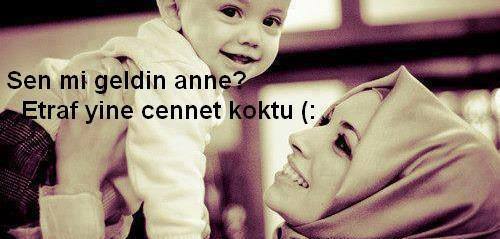 Sen mi geldin anne?
Etraf yine cennet koktu (: